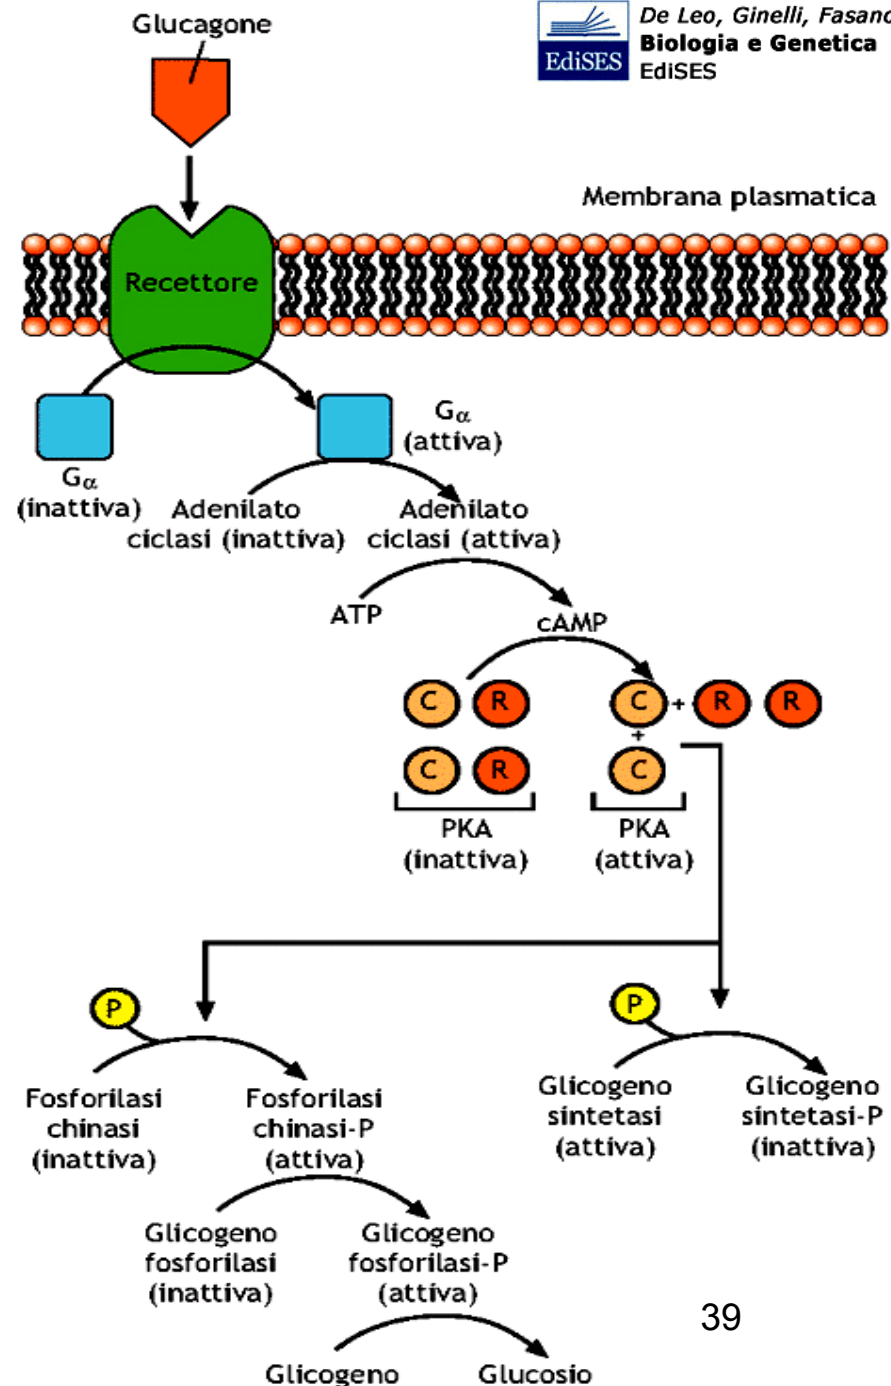 Glucagone
EdiSES
De Leo, Ginelli, Fasano
Biologia e Genetica
EdiSES
Membrana plasmatica
Recettore
Gα
(inattiva)
Gα
(attiva)
Adenilato
ciclasi (inattiva)
Adenilato
ciclasi (attiva)
ATP
cAMP
C R
C + R R
+
C R
C
PKA
(inattiva)
PKA
(attiva)
P
P
Fosforilasi
chinasi
(inattiva)
Fosforilasi
chinasi-P
(attiva)
Glicogeno
sintetasi
(attiva)
Glicogeno
sintetasi-P
(inattiva)
Glicogeno
fosforilasi
(inattiva)
Glicogeno
fosforilasi-P
(attiva)
39
Glicogeno
Glucosio